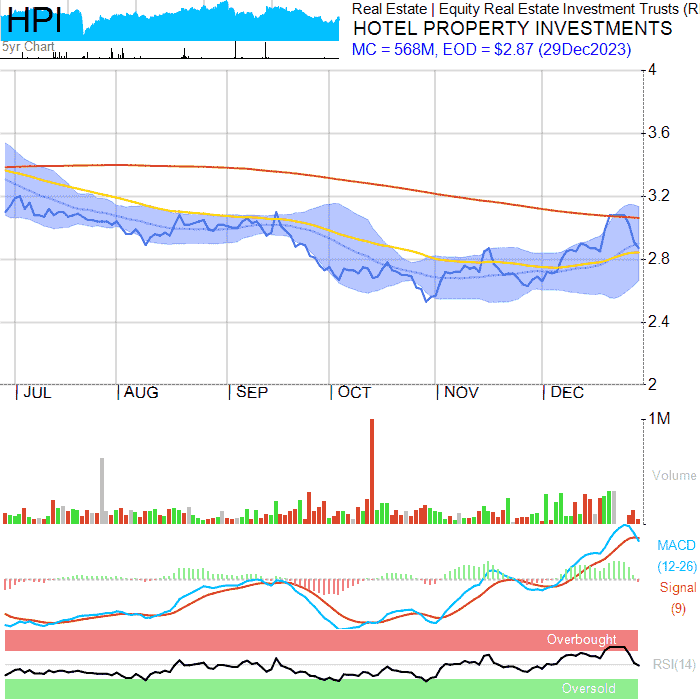 HPI
5yr Chart
Real Estate | Equity Real Estate Investment Trusts (R
HOTEL PROPERTY INVESTMENTS
MC = 568M, EOD = $2.87 (29Dec2023)
4
3.6
3.2
2.8
2.4
2
JUL AUG SEP OCT NOV DEC
1M
Volume
MACD
(12-26)
Signal
(9)
Overbought
RSI(14)
Oversold